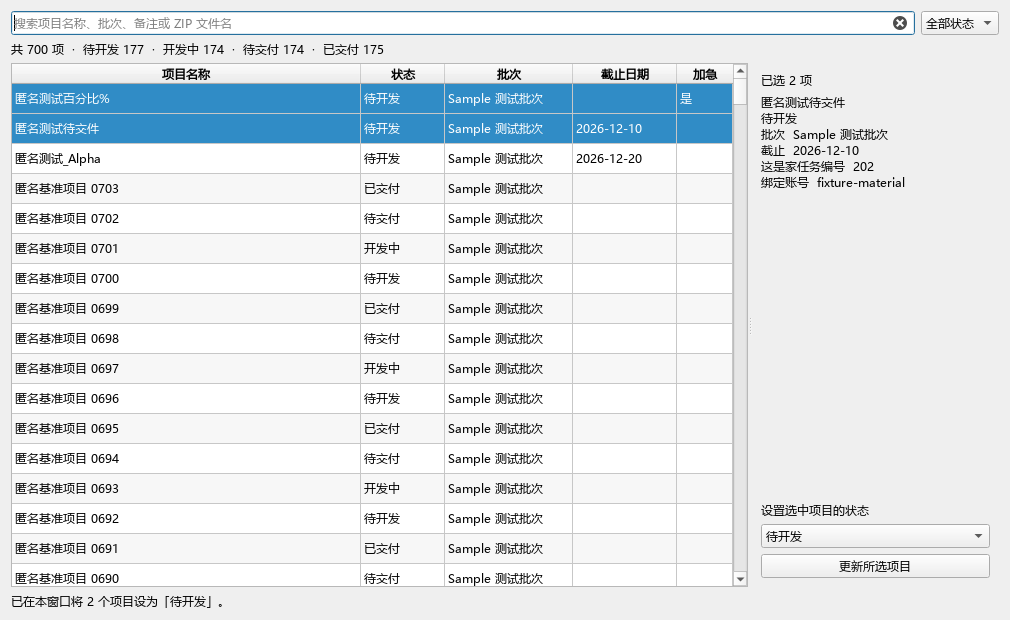 搜索项目名称、批次、备注或 ZIP 文件名
全部状态
共 700 项 · 待开发 177 · 开发中 174 · 待交付 174 · 已交付 175
项目名称 状态 批次 截止日期 加急
匿名测试百分比% 待开发 Sample 测试批次 是
匿名测试待文件 待开发 Sample 测试批次 2026-12-10
匿名测试_Alpha 待开发 Sample 测试批次 2026-12-20
匿名基准项目 0703 已交付 Sample 测试批次
匿名基准项目 0702 待交付 Sample 测试批次
匿名基准项目 0701 开发中 Sample 测试批次
匿名基准项目 0700 待开发 Sample 测试批次
匿名基准项目 0699 已交付 Sample 测试批次
匿名基准项目 0698 待交付 Sample 测试批次
匿名基准项目 0697 开发中 Sample 测试批次
匿名基准项目 0696 待开发 Sample 测试批次
匿名基准项目 0695 已交付 Sample 测试批次
匿名基准项目 0694 待交付 Sample 测试批次
匿名基准项目 0693 开发中 Sample 测试批次
匿名基准项目 0692 待开发 Sample 测试批次
匿名基准项目 0691 已交付 Sample 测试批次
匿名基准项目 0690 待交付 Sample 测试批次
已选 2 项
匿名测试待文件
待开发
批次 Sample 测试批次
截止 2026-12-10
这是家任务编号 202
绑定账号 fixture-material
设置选中项目的状态
待开发
更新所选项目
已在本窗口将 2 个项目设为「待开发」。